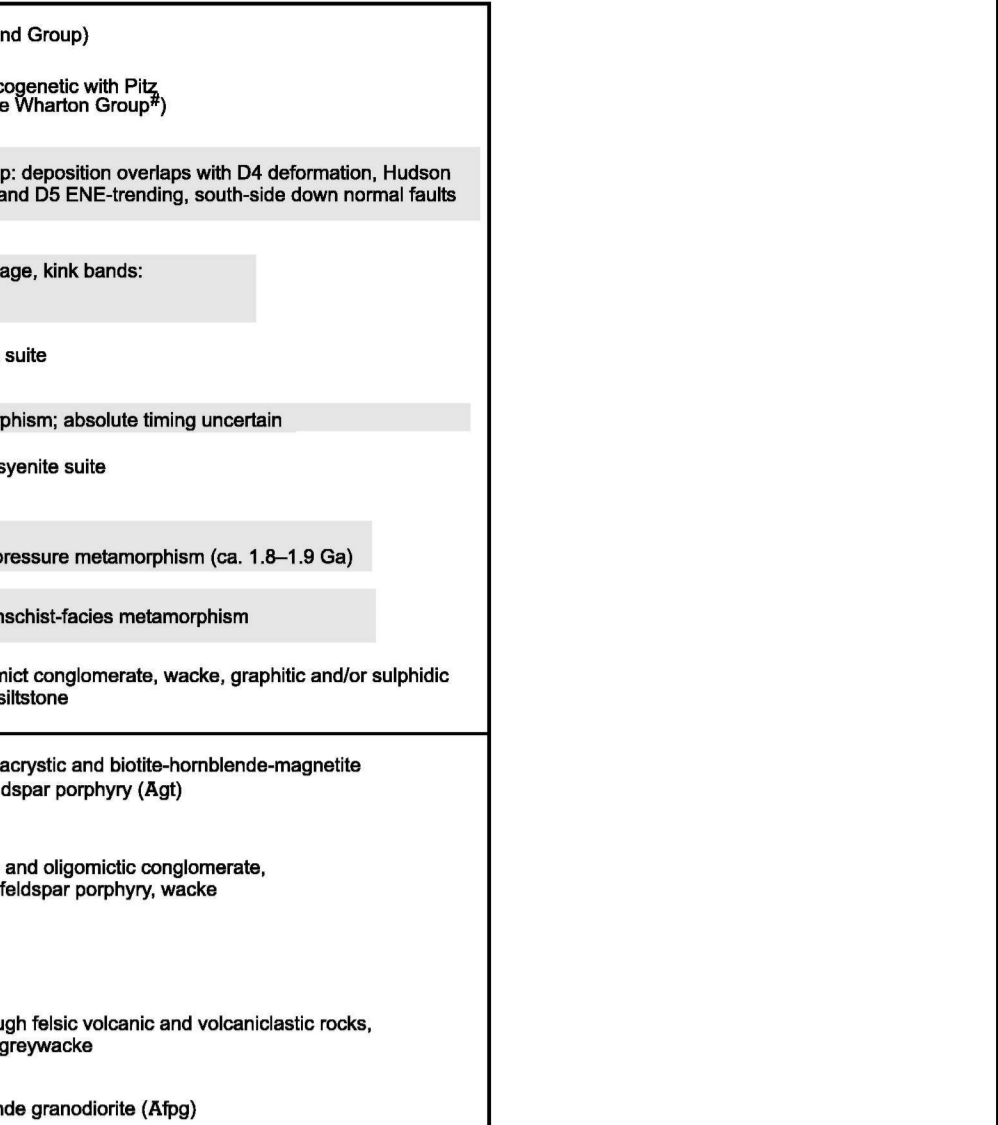 nd Group)
cogenetic with Pitz
e Wharton Group#)
p: deposition overlaps with D4 deformation, Hudson
and D5 ENE-trending, south-side down normal faults
age, kink bands:
suite
phism; absolute timing uncertain
syenite suite
pressure metamorphism (ca. 1.8–1.9 Ga)
nschist-facies metamorphism
mict conglomerate, wacke, graphitic and/or sulphidic
siltstone
acrystic and biotite-hornblende-magnetite
dspar porphyry (Agt)
and oligomictic conglomerate,
feldspar porphyry, wacke
ugh felsic volcanic and volcaniclastic rocks,
greywacke
nde granodiorite (Afpg)